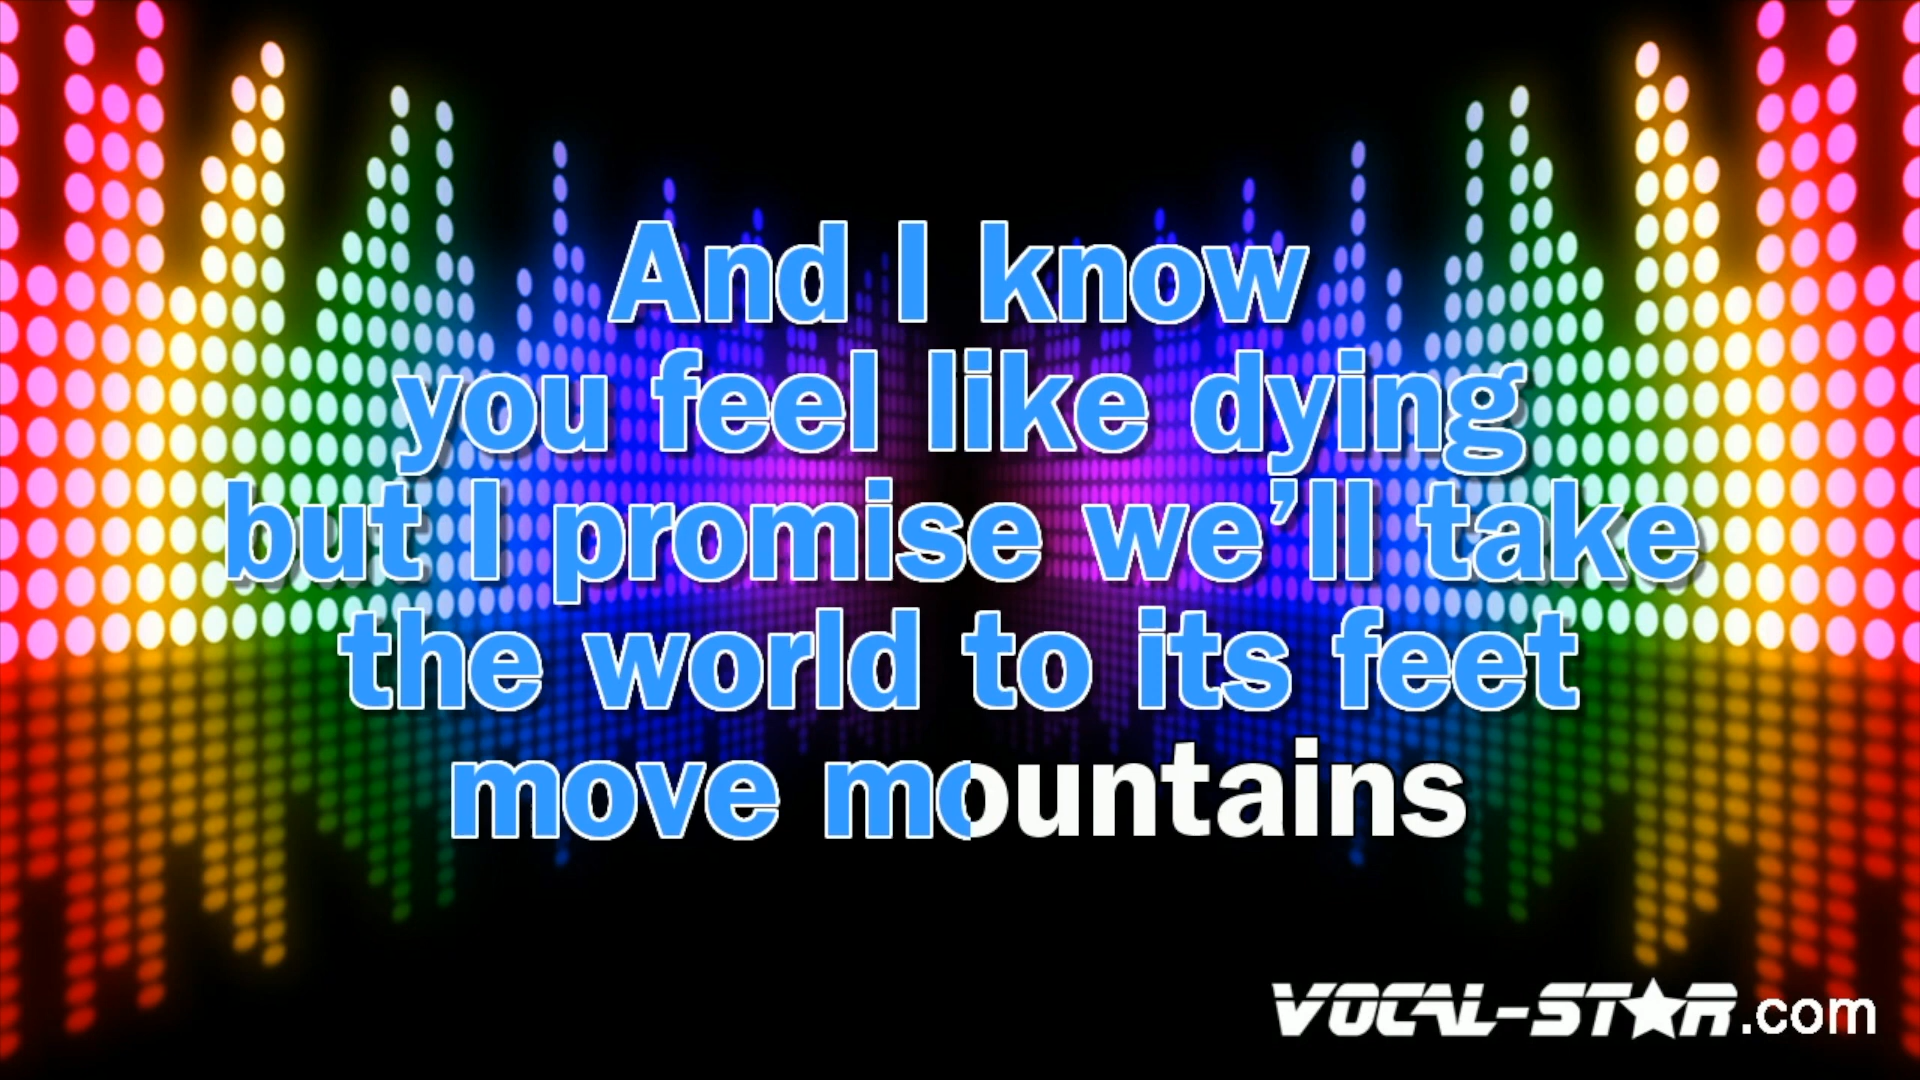 And I know
you feel like dying
but I promise we’ll take
the world to its feet
move mountains
VOCAL-STAR.com